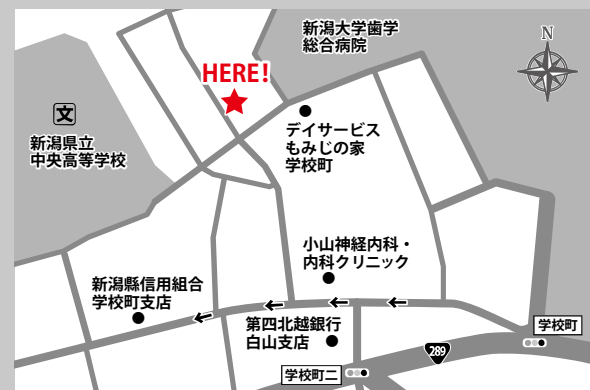 新潟大学歯学
総合病院
N
HERE!
文
新潟県立
中央高等学校
デイサービス
もみじの家
学校町
小山神経内科・
内科クリニック
新潟縣信用組合
学校町支店
第四北越銀行
白山支店
学校町
289
学校町二